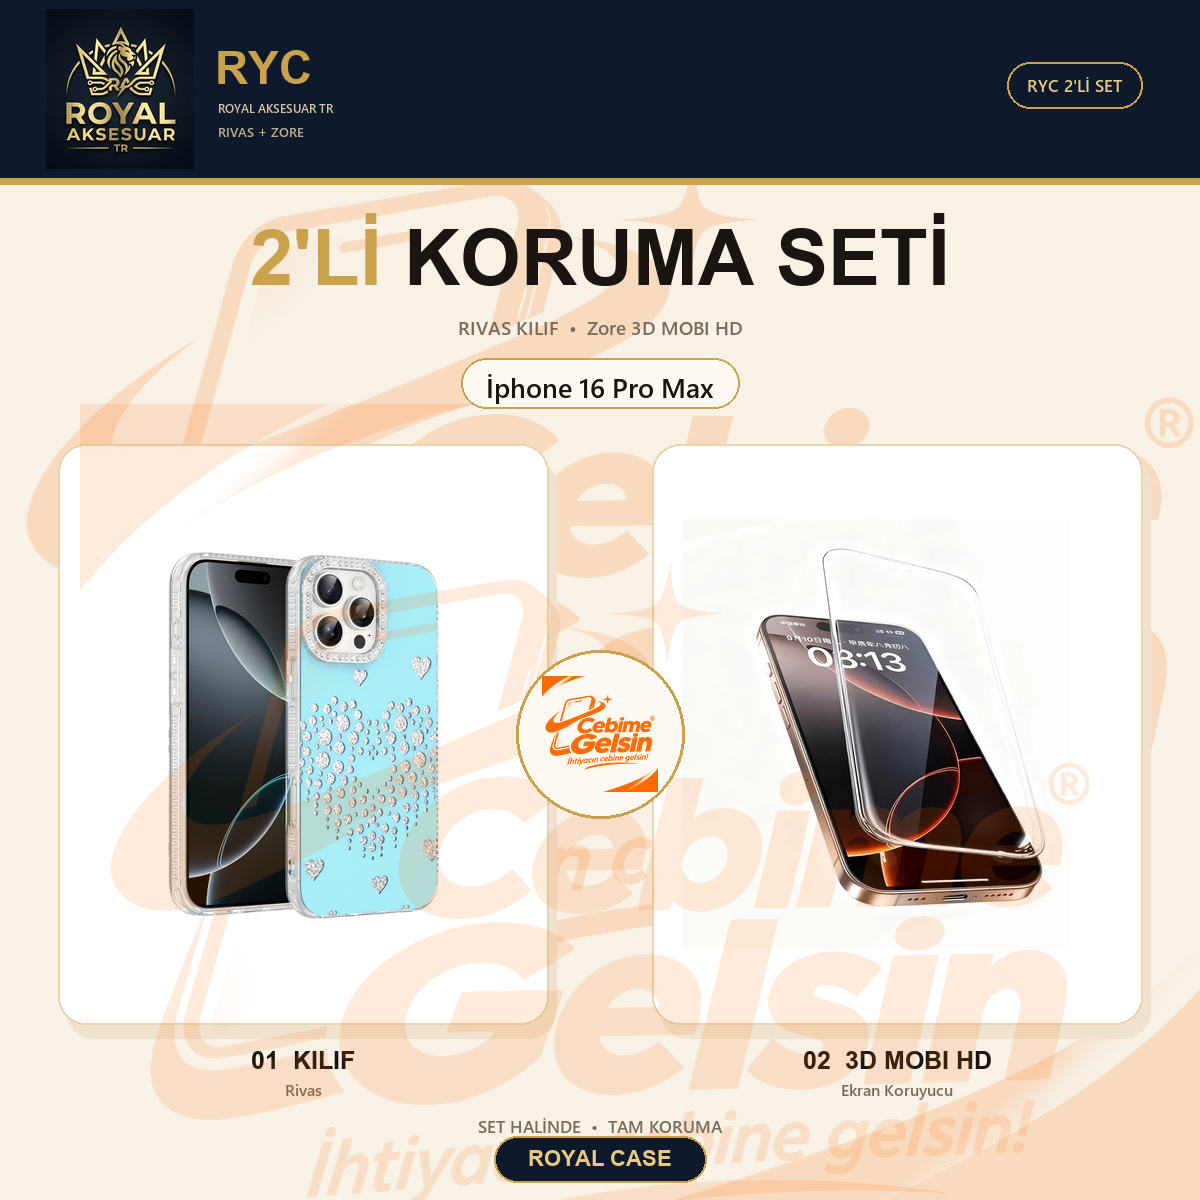 ROYAL
AKSESUAR
TR
RYC
ROYAL AKSESUAR TR
RIVAS + ZORE
RYC 2'Lİ SET
2'Lİ KORUMA SETİ
RIVAS KILIF • Zore 3D MOBI HD
İphone 16 Pro Max
08:13
Cebime®
Gelsin
İhtiyacın cebine gelsin!
Cebime®
Gelsin
01 KILIF
Rivas
02 3D MOBI HD
Ekran Koruyucu
SET HALİNDE • TAM KORUMA
ROYAL CASE